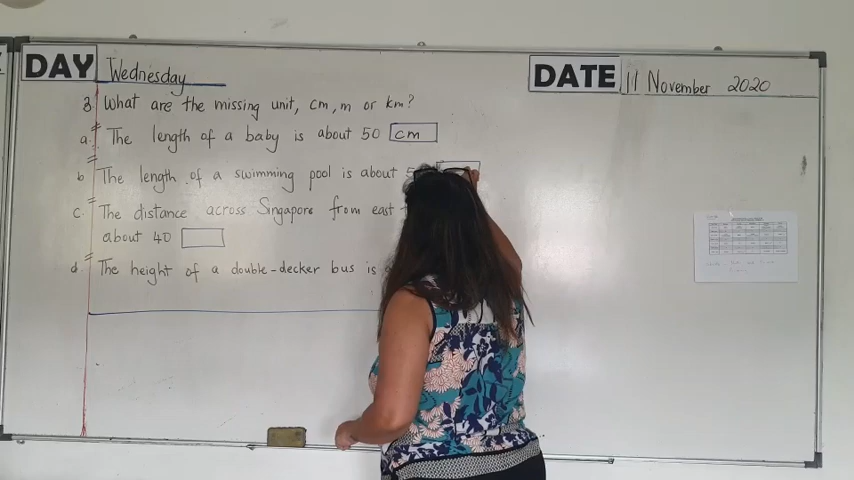 DAY Wednesday DATE 11 November 2020
3 What are the missing unit, cm, m or km?
a. The length of a baby is about 50 cm
b The length of a swimming pool is about
c. The distance across Singapore from east
about 40
d. The height of a double-decker bus is